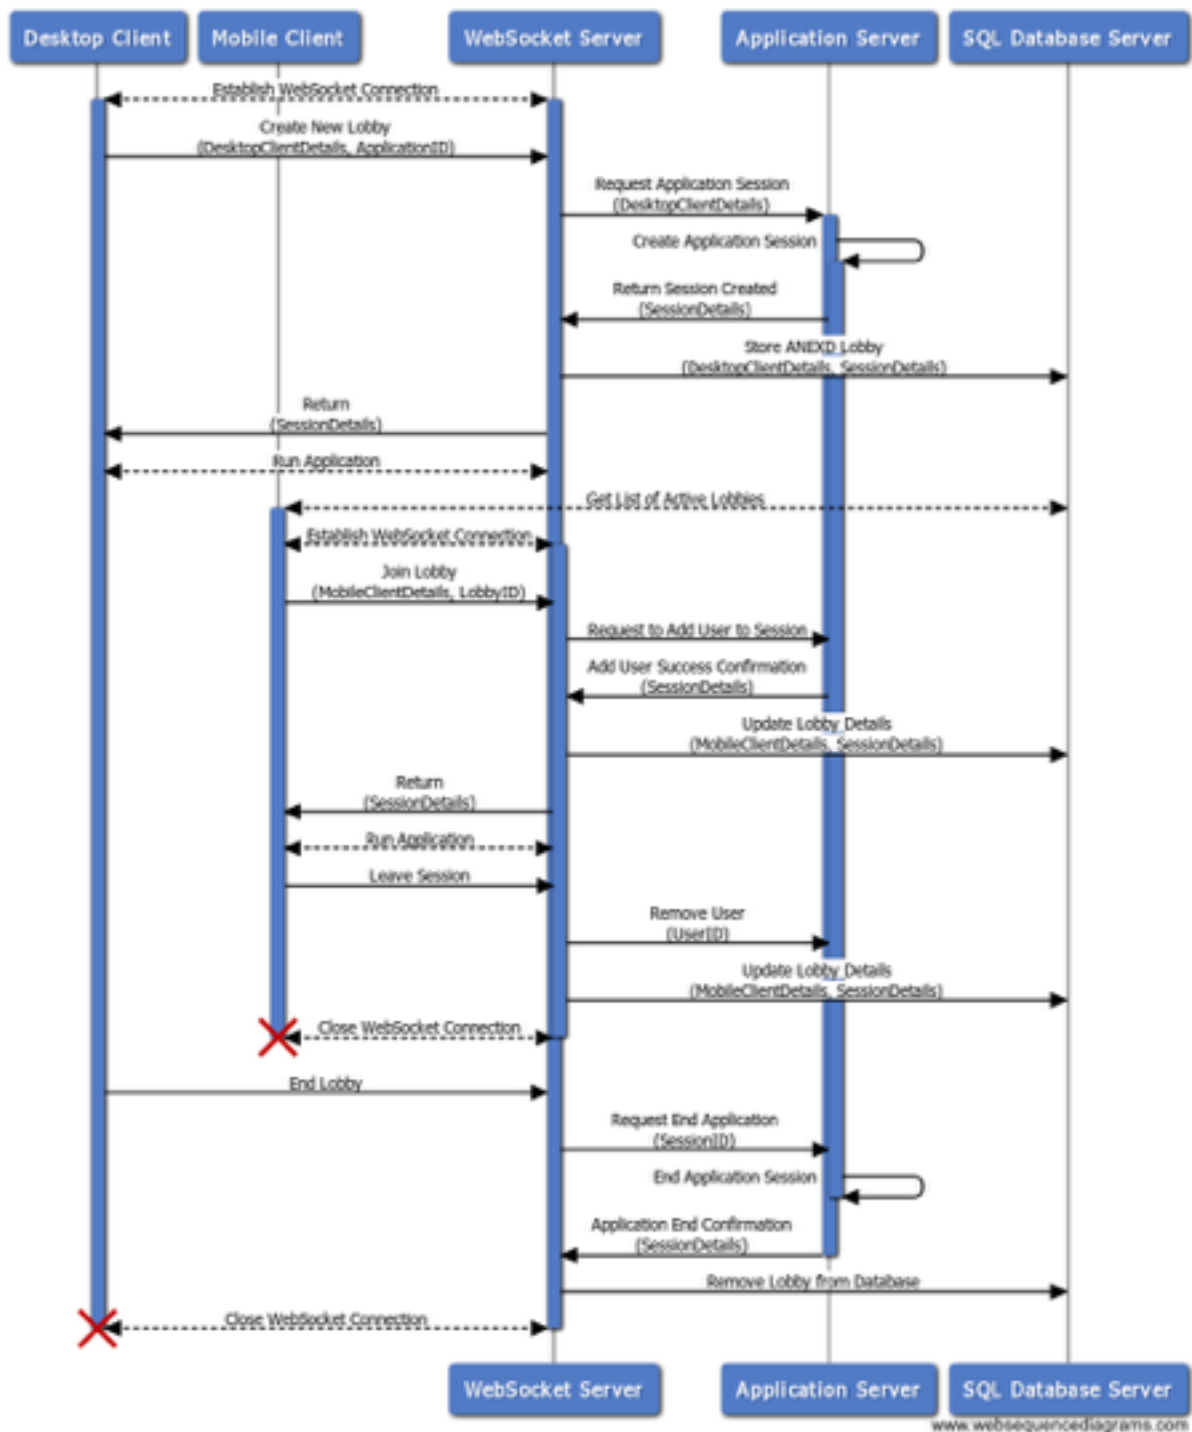 Desktop Client
Mobile Client
WebSocket Server
Application Server
SQL Database Server
Establish WebSocket Connection
Create New Lobby
(DesktopClientDetails, ApplicationID)
Request Application Session
(DesktopClientDetails)
Create Application Session
Return Session Created
(SessionDetails)
Store ANEXD Lobby
(DesktopClientDetails, SessionDetails)
Return
(SessionDetails)
Run Application
Get List of Active Lobbies
Establish WebSocket Connection
Join Lobby
(MobileClientDetails, LobbyID)
Request to Add User to Session
Add User Success Confirmation
(SessionDetails)
Update Lobby Details
(MobileClientDetails, SessionDetails)
Return
(SessionDetails)
Run Application
Leave Session
Remove User
(UserID)
Update Lobby Details
(MobileClientDetails, SessionDetails)
Close WebSocket Connection
End Lobby
Request End Application
(SessionID)
End Application Session
Application End Confirmation
(SessionDetails)
Remove Lobby from Database
Close WebSocket Connection
WebSocket Server
Application Server
SQL Database Server
www.websequencediagrams.com